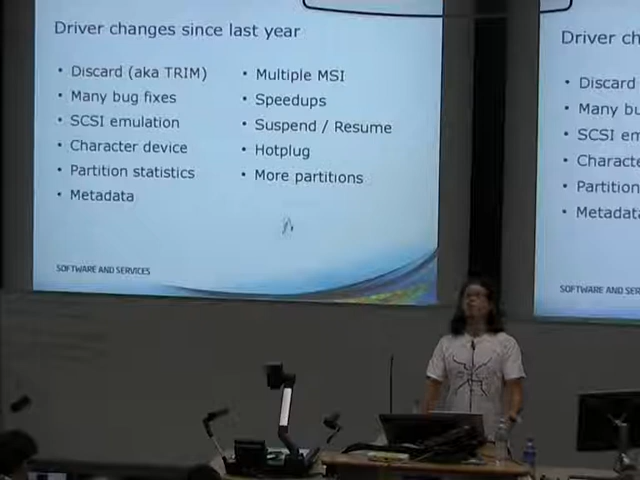 Driver changes since last year
• Discard (aka TRIM)
• Many bug fixes
• SCSI emulation
• Character device
• Partition statistics
• Metadata
• Multiple MSI
• Speedups
• Suspend / Resume
• Hotplug
• More partitions
SOFTWARE AND SERVICES
Driver ch
• Discard
• Many bu
• SCSI em
• Characte
• Partition
• Metadata
SOFTWARE AND SERVICES